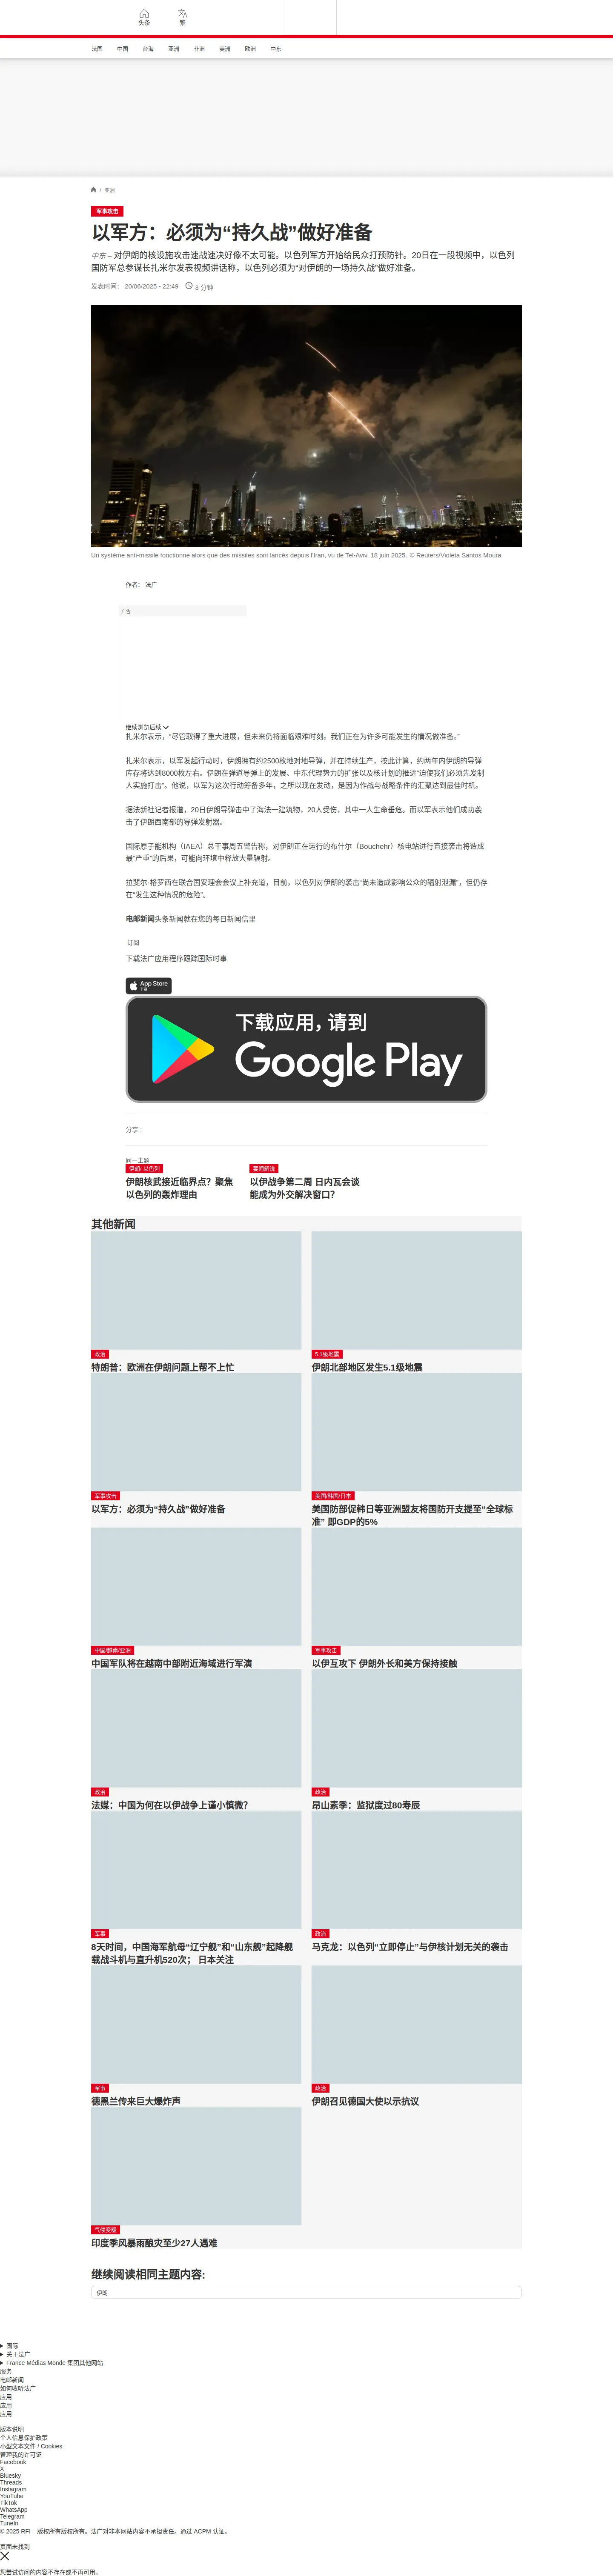 头条
繁
法国
中国
台海
亚洲
非洲
美洲
欧洲
中东
/ 亚洲
军事攻击
以军方：必须为“持久战”做好准备
中东 – 对伊朗的核设施攻击速战速决好像不太可能。以色列军方开始给民众打预防针。20日在一段视频中，以色列
国防军总参谋长扎米尔发表视频讲话称，以色列必须为“对伊朗的一场持久战”做好准备。
发表时间： 20/06/2025 - 22:49 3 分钟
Un système anti-missile fonctionne alors que des missiles sont lancés depuis l'Iran, vu de Tel-Aviv, 18 juin 2025. © Reuters/Violeta Santos Moura
作者： 法广
广告
继续浏览后续
扎米尔表示，“尽管取得了重大进展，但未来仍将面临艰难时刻。我们正在为许多可能发生的情况做准备。”
扎米尔表示，以军发起行动时，伊朗拥有约2500枚地对地导弹，并在持续生产，按此计算，约两年内伊朗的导弹
库存将达到8000枚左右。伊朗在弹道导弹上的发展、中东代理势力的扩张以及核计划的推进“迫使我们必须先发制
人实施打击”。他说，以军为这次行动筹备多年，之所以现在发动，是因为作战与战略条件的汇聚达到最佳时机。
据法新社记者报道，20日伊朗导弹击中了海法一建筑物，20人受伤，其中一人生命垂危。而以军表示他们成功袭
击了伊朗西南部的导弹发射器。
国际原子能机构（IAEA）总干事周五警告称，对伊朗正在运行的布什尔（Bouchehr）核电站进行直接袭击将造成
最“严重”的后果，可能向环境中释放大量辐射。
拉斐尔·格罗西在联合国安理会会议上补充道，目前，以色列对伊朗的袭击“尚未造成影响公众的辐射泄漏”，但仍存
在“发生这种情况的危险”。
电邮新闻头条新闻就在您的每日新闻信里
订阅
下载法广应用程序跟踪国际时事
App Store
下载
下载应用，请到
Google Play
分享 :
同一主题
伊朗/ 以色列
伊朗核武接近临界点？聚焦
以色列的轰炸理由
要闻解说
以伊战争第二周 日内瓦会谈
能成为外交解决窗口？
其他新闻
政治
特朗普：欧洲在伊朗问题上帮不上忙
5.1级地震
伊朗北部地区发生5.1级地震
军事攻击
以军方：必须为“持久战”做好准备
美国/韩国/日本
美国防部促韩日等亚洲盟友将国防开支提至“全球标
准” 即GDP的5%
中国/越南/亚洲
中国军队将在越南中部附近海域进行军演
军事攻击
以伊互攻下 伊朗外长和美方保持接触
政治
法媒：中国为何在以伊战争上谨小慎微？
政治
昂山素季：监狱度过80寿辰
军事
8天时间，中国海军航母“辽宁舰”和“山东舰”起降舰
载战斗机与直升机520次； 日本关注
政治
马克龙：以色列“立即停止”与伊核计划无关的袭击
军事
德黑兰传来巨大爆炸声
政治
伊朗召见德国大使以示抗议
气候变暖
印度季风暴雨酿灾至少27人遇难
继续阅读相同主题内容:
伊朗
国际
关于法广
France Médias Monde 集团其他网站
服务
电邮新闻
如何收听法广
应用
应用
应用
版本说明
个人信息保护政策
小型文本文件 / Cookies
管理我的许可证
Facebook
X
Bluesky
Threads
Instagram
YouTube
TikTok
WhatsApp
Telegram
TuneIn
© 2025 RFI – 版权所有版权所有。法广对非本网站内容不承担责任。通过 ACPM 认证。
页面未找到
您尝试访问的内容不存在或不再可用。